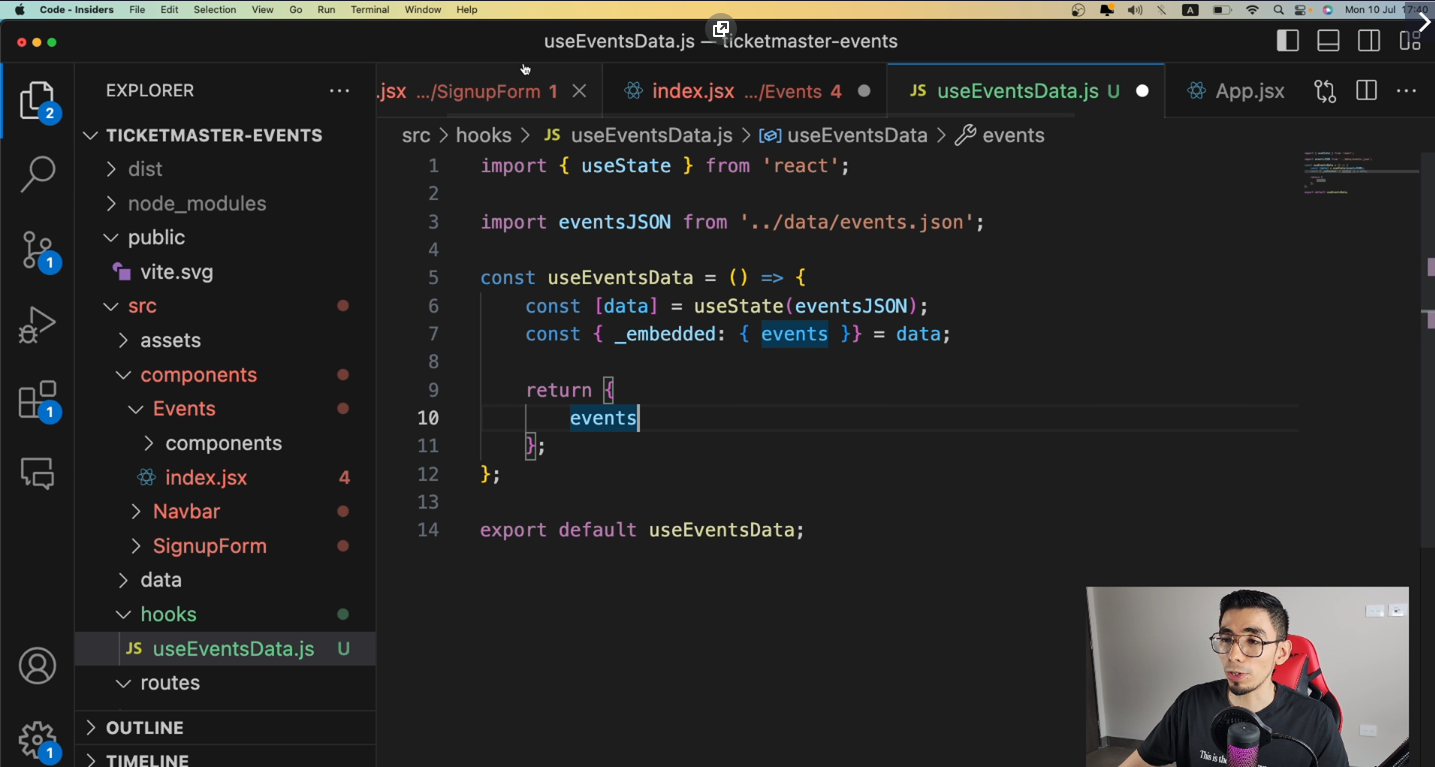 Code - Insiders File Edit Selection View Go Run Terminal Window Help A Mon 10 Jul 17:40
useEventsData.js — ticketmaster-events
EXPLORER ...
.jsx .../SignupForm 1 index.jsx .../Events 4 JS useEventsData.js U App.jsx ...
src > hooks > JS useEventsData.js > useEventsData > events
2
TICKETMASTER-EVENTS
dist
node_modules
public
vite.svg
1
src
assets
components
Events
1
components
index.jsx 4
Navbar
SignupForm
data
hooks
JS useEventsData.js U
routes
OUTLINE
1
TIMELINE
1 import { useState } from 'react';
2
3 import eventsJSON from '../data/events.json';
4
5 const useEventsData = () => {
6 const [data] = useState(eventsJSON);
7 const { _embedded: { events }} = data;
8
9 return {
10 events
11 };
12 };
13
14 export default useEventsData;
This is the